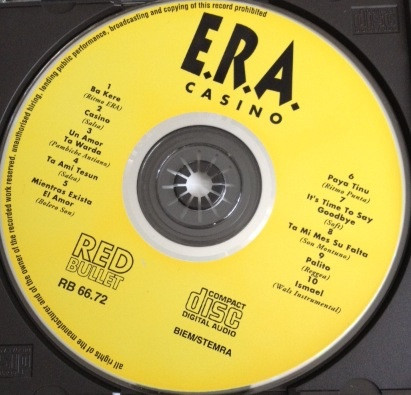 all rights of the manufacturer and of the owner of the recorded work reserved, unauthorised hiring, lending public performance, broadcasting and copying of this record prohibited
E.R.A.
CASINO
1
Ba Kere
(Ritmo ERA)
2
Casino
(Salsa)
3
Un Amor
Ta Warda
(Pambiche Antiano)
4
Ta Ami Tesun
(Salsa)
5
Mientras Exista
El Amor
(Bolero Son)
6
Paya Tinu
(Ritmo Punta)
7
It's Time To Say
Goodbye
(Soft)
8
Ta Mi Mes Su Falta
(Son Montuno)
9
Palito
(Reggea)
10
Ismael
(Wals Instrumental)
RED
BULLET
RB 66.72
COMPACT
disc
DIGITAL AUDIO
BIEM/STEMRA